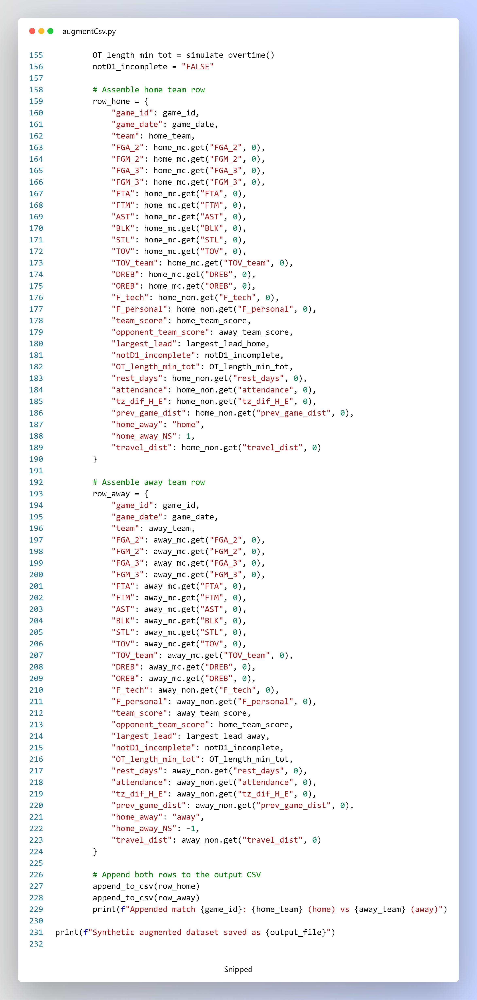 augmentCsv.py
155         OT_length_min_tot = simulate_overtime()
156         notD1_incomplete = "FALSE"
157
158         # Assemble home team row
159         row_home = {
160             "game_id": game_id,
161             "game_date": game_date,
162             "team": home_team,
163             "FGA_2": home_mc.get("FGA_2", 0),
164             "FGM_2": home_mc.get("FGM_2", 0),
165             "FGA_3": home_mc.get("FGA_3", 0),
166             "FGM_3": home_mc.get("FGM_3", 0),
167             "FTA": home_mc.get("FTA", 0),
168             "FTM": home_mc.get("FTM", 0),
169             "AST": home_mc.get("AST", 0),
170             "BLK": home_mc.get("BLK", 0),
171             "STL": home_mc.get("STL", 0),
172             "TOV": home_mc.get("TOV", 0),
173             "TOV_team": home_mc.get("TOV_team", 0),
174             "DREB": home_mc.get("DREB", 0),
175             "OREB": home_mc.get("OREB", 0),
176             "F_tech": home_non.get("F_tech", 0),
177             "F_personal": home_non.get("F_personal", 0),
178             "team_score": home_team_score,
179             "opponent_team_score": away_team_score,
180             "largest_lead": largest_lead_home,
181             "notD1_incomplete": notD1_incomplete,
182             "OT_length_min_tot": OT_length_min_tot,
183             "rest_days": home_non.get("rest_days", 0),
184             "attendance": home_non.get("attendance", 0),
185             "tz_dif_H_E": home_non.get("tz_dif_H_E", 0),
186             "prev_game_dist": home_non.get("prev_game_dist", 0),
187             "home_away": "home",
188             "home_away_NS": 1,
189             "travel_dist": home_non.get("travel_dist", 0)
190         }
191
192         # Assemble away team row
193         row_away = {
194             "game_id": game_id,
195             "game_date": game_date,
196             "team": away_team,
197             "FGA_2": away_mc.get("FGA_2", 0),
198             "FGM_2": away_mc.get("FGM_2", 0),
199             "FGA_3": away_mc.get("FGA_3", 0),
200             "FGM_3": away_mc.get("FGM_3", 0),
201             "FTA": away_mc.get("FTA", 0),
202             "FTM": away_mc.get("FTM", 0),
203             "AST": away_mc.get("AST", 0),
204             "BLK": away_mc.get("BLK", 0),
205             "STL": away_mc.get("STL", 0),
206             "TOV": away_mc.get("TOV", 0),
207             "TOV_team": away_mc.get("TOV_team", 0),
208             "DREB": away_mc.get("DREB", 0),
209             "OREB": away_mc.get("OREB", 0),
210             "F_tech": away_non.get("F_tech", 0),
211             "F_personal": away_non.get("F_personal", 0),
212             "team_score": away_team_score,
213             "opponent_team_score": home_team_score,
214             "largest_lead": largest_lead_away,
215             "notD1_incomplete": notD1_incomplete,
216             "OT_length_min_tot": OT_length_min_tot,
217             "rest_days": away_non.get("rest_days", 0),
218             "attendance": away_non.get("attendance", 0),
219             "tz_dif_H_E": away_non.get("tz_dif_H_E", 0),
220             "prev_game_dist": away_non.get("prev_game_dist", 0),
221             "home_away": "away",
222             "home_away_NS": -1,
223             "travel_dist": away_non.get("travel_dist", 0)
224         }
225
226         # Append both rows to the output CSV
227         append_to_csv(row_home)
228         append_to_csv(row_away)
229         print(f"Appended match {game_id}: {home_team} (home) vs {away_team} (away)")
230
231 print(f"Synthetic augmented dataset saved as {output_file}")
232
Snipped